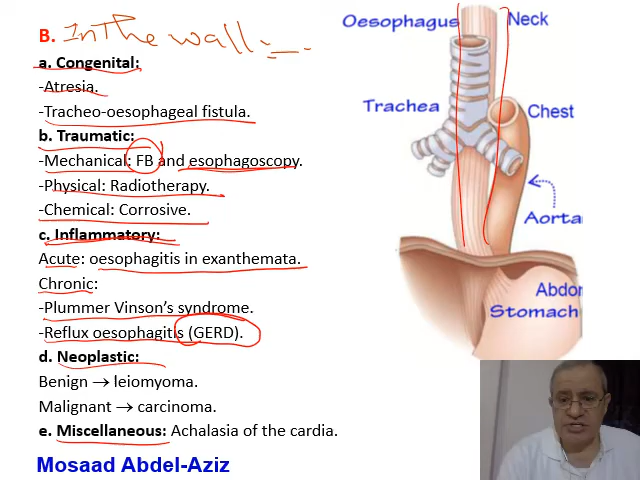 B. In the wall:-
a. Congenital:
-Atresia.
-Tracheo-oesophageal fistula.
b. Traumatic:
-Mechanical: FB and esophagoscopy.
-Physical: Radiotherapy.
-Chemical: Corrosive.
c. Inflammatory:
Acute: oesophagitis in exanthemata.
Chronic:
-Plummer Vinson's syndrome.
-Reflux oesophagitis (GERD).
d. Neoplastic:
Benign → leiomyoma.
Malignant → carcinoma.
e. Miscellaneous: Achalasia of the cardia.
Mosaad Abdel-Aziz
Oesophagus
Neck
Trachea
Chest
Aorta
Abdor
Stomach